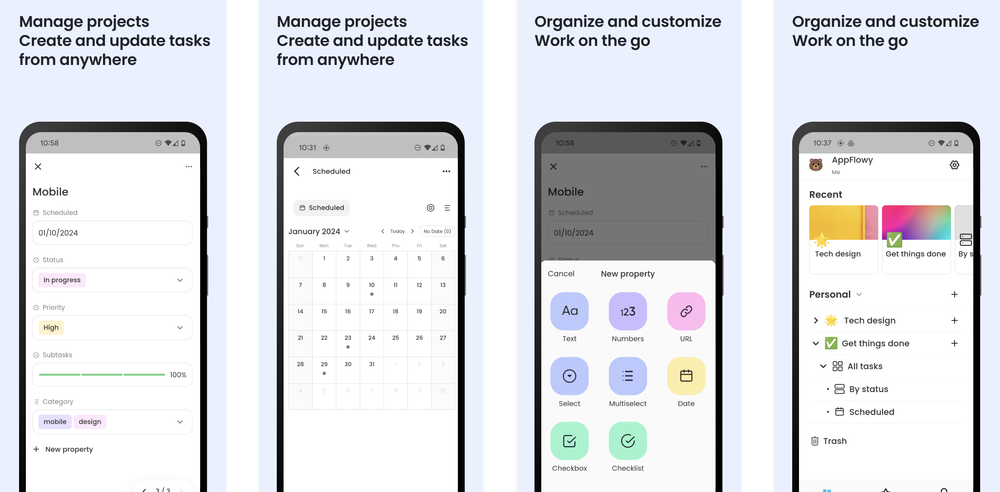 Manage projects
Create and update tasks
from anywhere
10:58
Mobile
Scheduled
01/10/2024
Status
In progress
Priority
High
Subtasks
100%
Category
mobile design
+ New property
3 / 3
Manage projects
Create and update tasks
from anywhere
10:31
Scheduled
Scheduled
January 2024
Today
No Date (0)
Sun Mon Tue Wed Thu Fri Sat
31 1 2 3 4 5 6
7 8 9 10 11 12 13
14 15 16 17 18 19 20
21 22 23 24 25 26 27
28 29 30 31 1 2 3
4 5 6 7 8 9 10
Organize and customize
Work on the go
10:58
Mobile
Scheduled
01/10/2024
Status
Cancel New property
Aa 123
Text Numbers URL
Select Multiselect Date
Checkbox Checklist
Organize and customize
Work on the go
10:37
AppFlowy
Me
Recent
Tech design
Get things done
By s
Personal
Tech design
Get things done
All tasks
By status
Scheduled
Trash